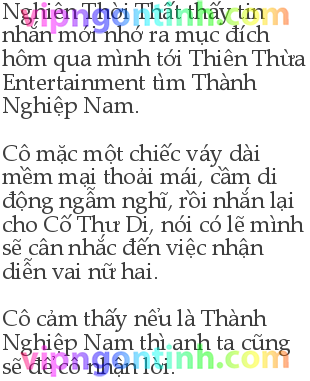 Nghiên Thời Thất thấy tin
nhắn mới nhớ ra mục đích
hôm qua mình tới Thiên Thừa
Entertainment tìm Thành
Nghiệp Nam.
Cô mặc một chiếc váy dài
mềm mại thoải mái, cầm di
động ngẫm nghĩ, rồi nhắn lại
cho Cố Thư Di, nói có lẽ mình
sẽ cân nhắc đến việc nhận
diễn vai nữ hai.
Cô cảm thấy nếu là Thành
Nghiệp Nam thì anh ta cũng
sẽ để cô nhận lời.
vipngontinh.com
vipngontinh.com